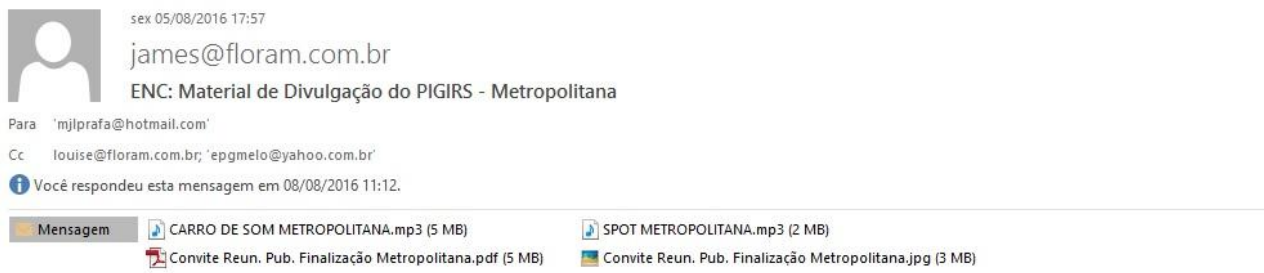 sex 05/08/2016 17:57
james@floram.com.br
ENC: Material de Divulgação do PIGIRS - Metropolitana
Para 'mjlprafa@hotmail.com'
Cc louise@floram.com.br; 'epgmelo@yahoo.com.br'
Você respondeu esta mensagem em 08/08/2016 11:12.
Mensagem CARRO DE SOM METROPOLITANA.mp3 (5 MB) SPOT METROPOLITANA.mp3 (2 MB)
Convite Reun. Pub. Finalização Metropolitana.pdf (5 MB) Convite Reun. Pub. Finalização Metropolitana.jpg (3 MB)